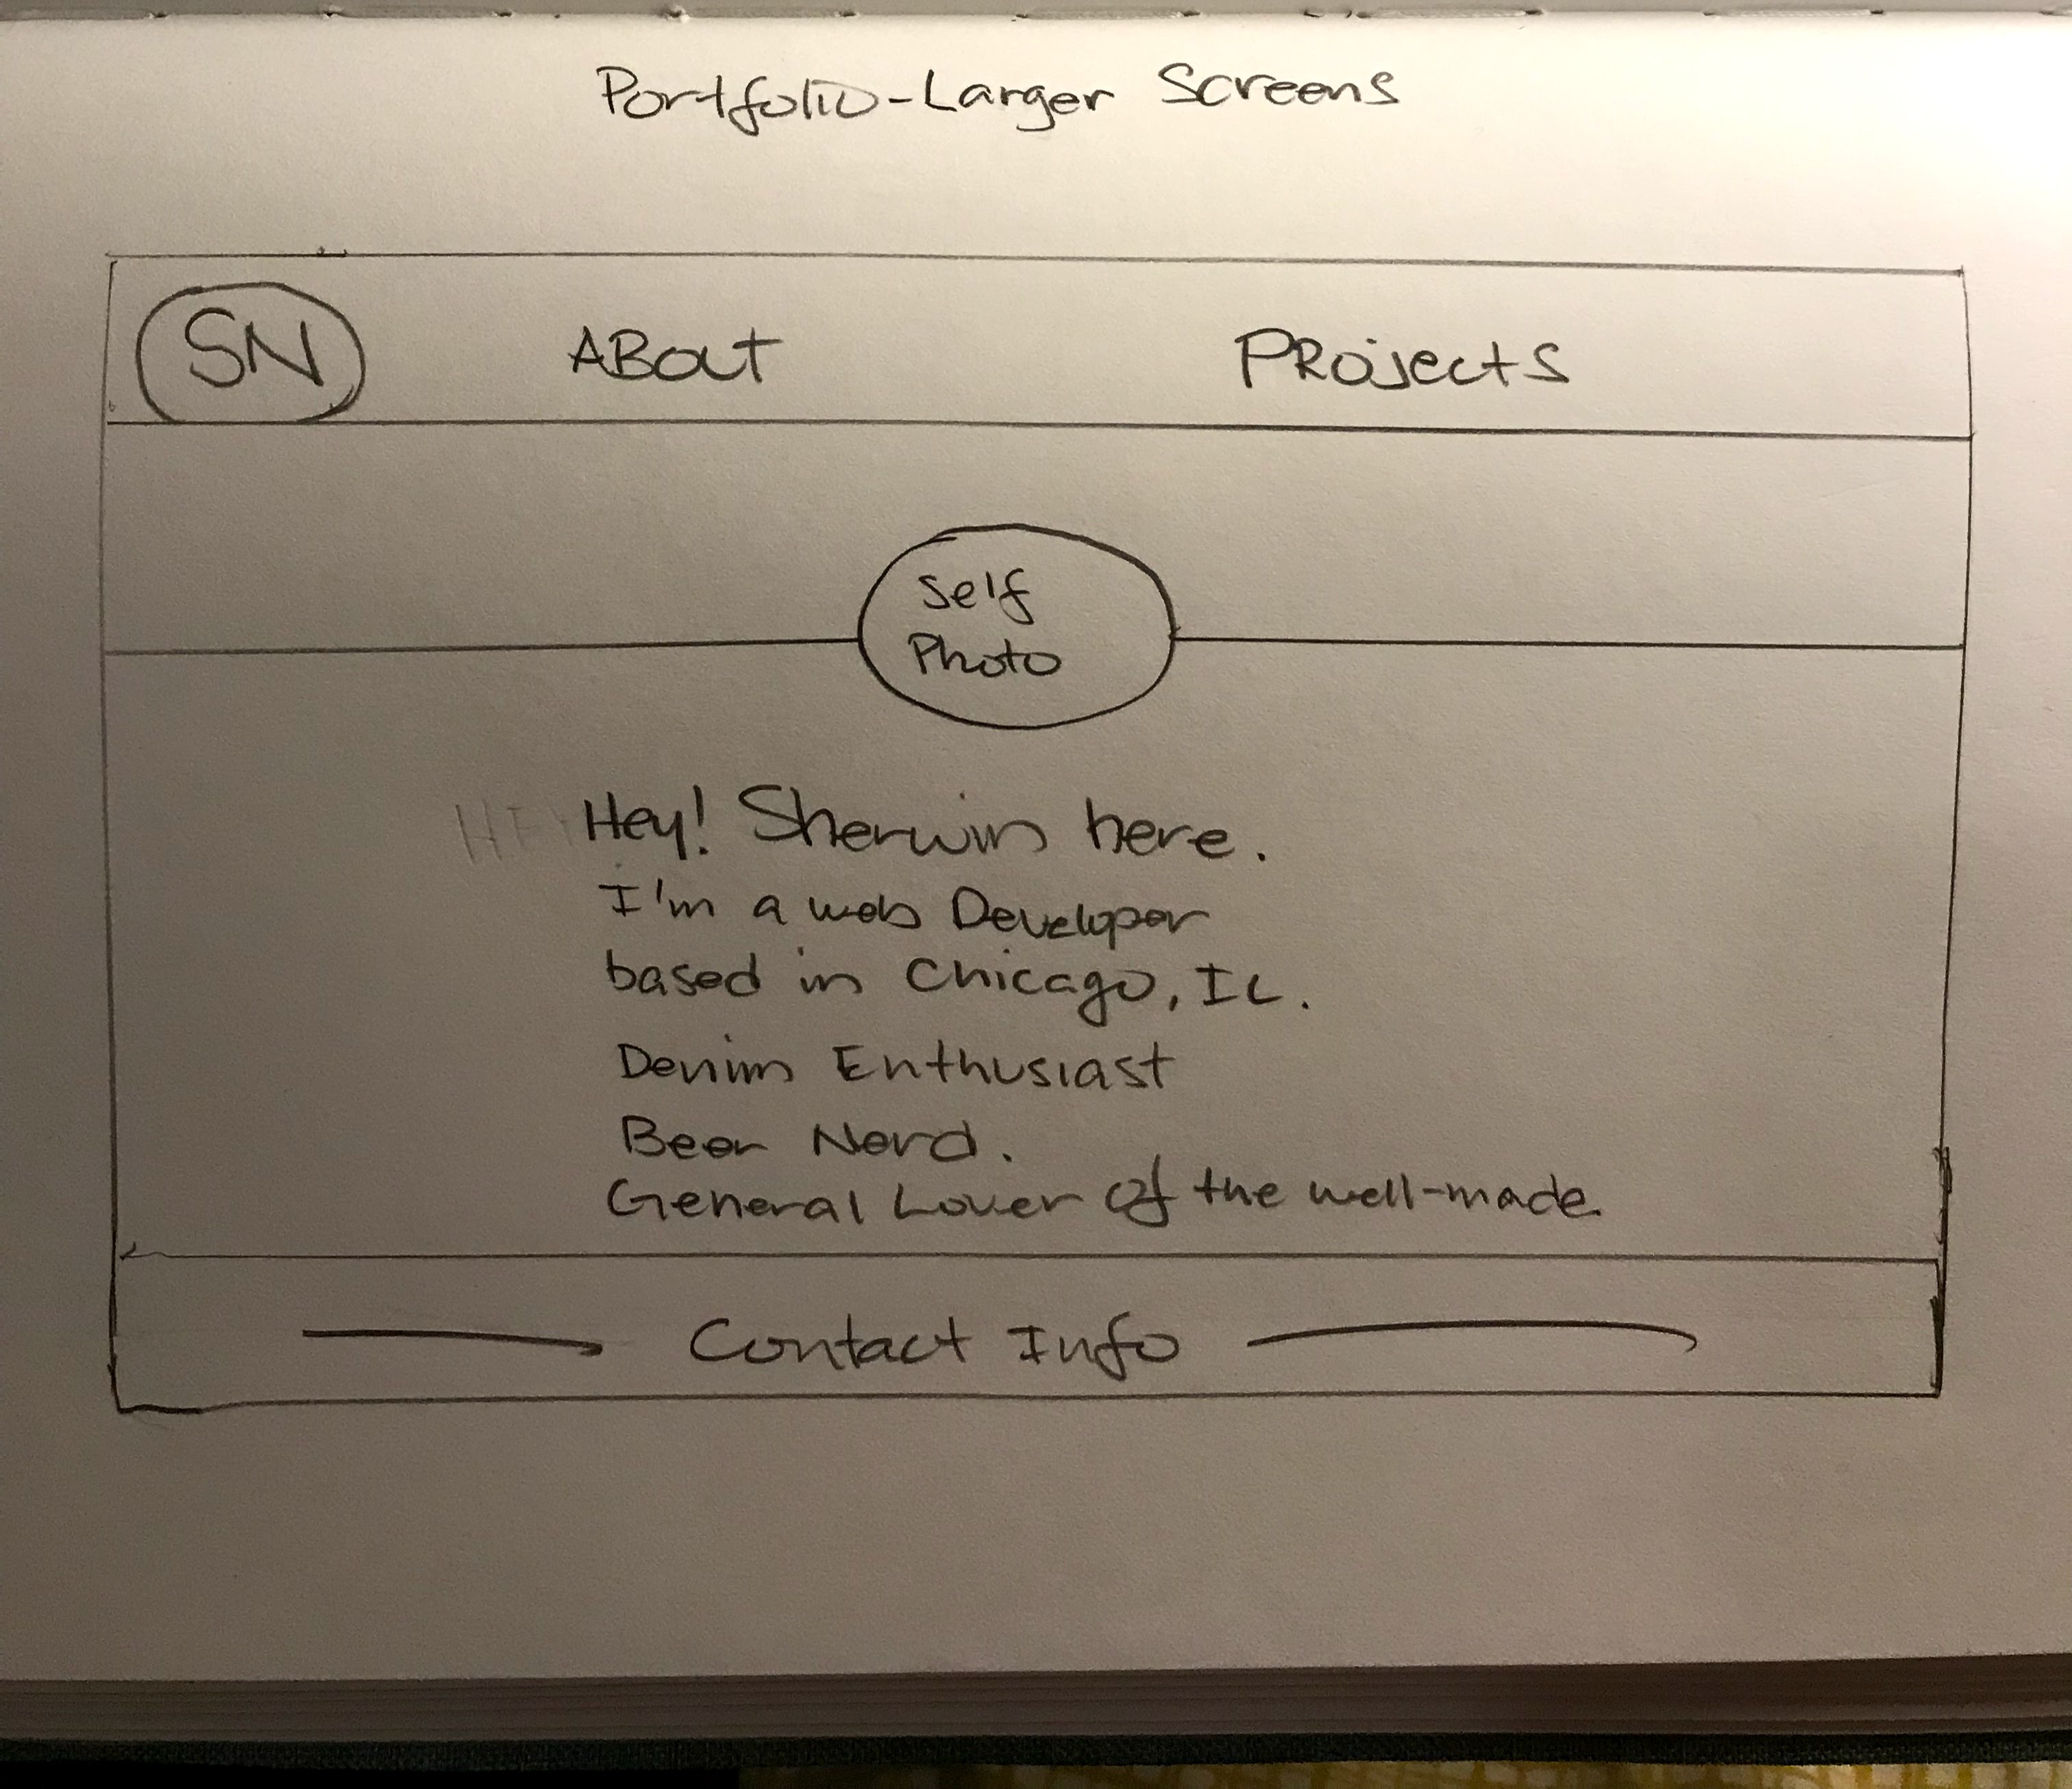 Portfolio-Larger Screens
SN ABout PRojects
Self
Photo
Hey! Sherwin here.
I'm a web Developer
based in Chicago, IL.
Denim Enthusiast
Beer Nerd.
General Lover of the well-made
Contact Info